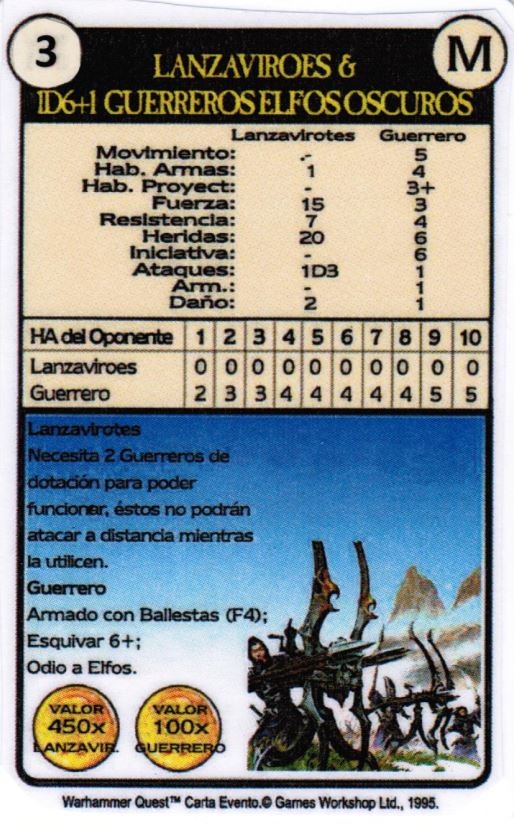 3
M
LANZAVIROES &
1D6+1 GUERREROS ELFOS OSCUROS
Lanzavirotes Guerrero
Movimiento: .- 5
Hab. Armas: 1 4
Hab. Proyect: - 3+
Fuerza: 15 3
Resistencia: 7 4
Heridas: 20 6
Iniciativa: - 6
Ataques: 1D3 1
Arm.: - 1
Daño: 2 1
HA del Oponente 1 2 3 4 5 6 7 8 9 10
Lanzaviroes 0 0 0 0 0 0 0 0 0 0
Guerrero 2 3 3 4 4 4 4 4 5 5
Lanzavirotes
Necesita 2 Guerreros de
dotación para poder
funcionar, éstos no podrán
atacar a distancia mientras
la utilicen.
Guerrero
Armado con Ballestas (F4);
Esquivar 6+;
Odio a Elfos.
VALOR
450x
LANZAVIR.
VALOR
100x
GUERRERO
Warhammer Quest™ Carta Evento.© Games Workshop Ltd., 1995.